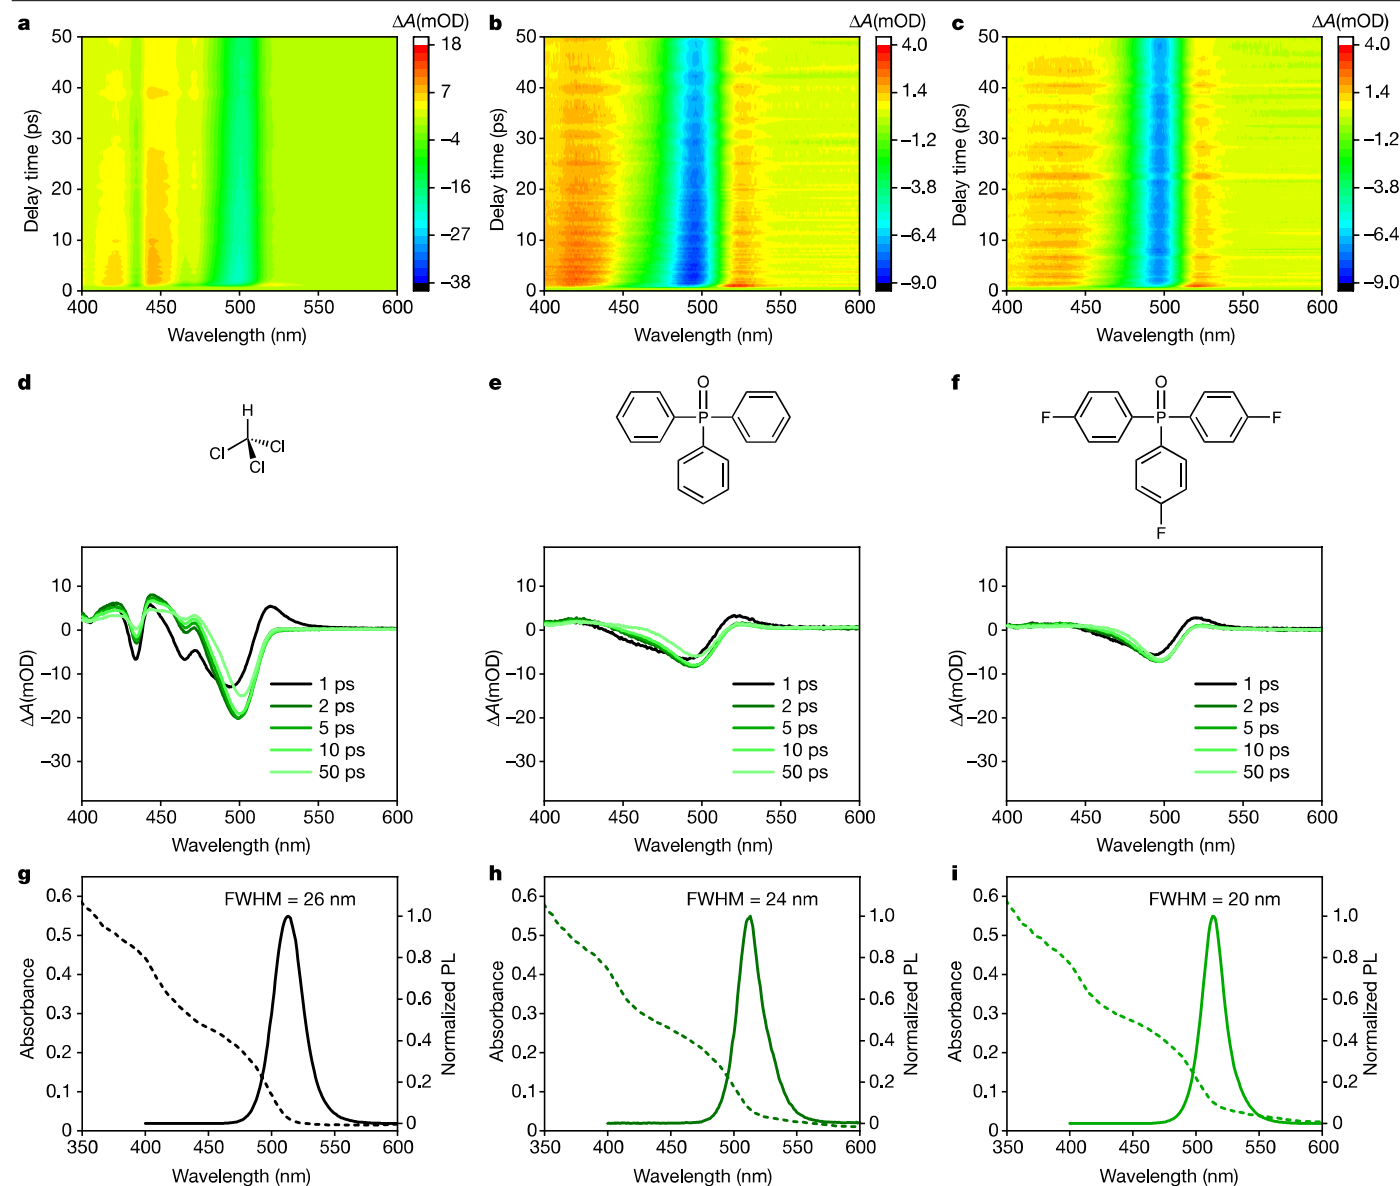 a
ΔA(mOD)
50
40
30
20
10
0
Delay time (ps)
400
450
500
550
600
Wavelength (nm)
18
7
–4
–16
–27
–38
b
ΔA(mOD)
50
40
30
20
10
0
Delay time (ps)
400
450
500
550
600
Wavelength (nm)
4.0
1.4
–1.2
–3.8
–6.4
–9.0
c
ΔA(mOD)
50
40
30
20
10
0
Delay time (ps)
400
450
500
550
600
Wavelength (nm)
4.0
1.4
–1.2
–3.8
–6.4
–9.0
d
H
Cl
Cl
Cl
10
0
–10
–20
–30
ΔA(mOD)
1 ps
2 ps
5 ps
10 ps
50 ps
400
450
500
550
600
Wavelength (nm)
e
O
P
10
0
–10
–20
–30
ΔA(mOD)
1 ps
2 ps
5 ps
10 ps
50 ps
400
450
500
550
600
Wavelength (nm)
f
O
F
P
F
F
10
0
–10
–20
–30
ΔA(mOD)
1 ps
2 ps
5 ps
10 ps
50 ps
400
450
500
550
600
Wavelength (nm)
g
FWHM = 26 nm
0.6
0.5
0.4
0.3
0.2
0.1
0
Absorbance
1.0
0.8
0.6
0.4
0.2
0
Normalized PL
350
400
450
500
550
600
Wavelength (nm)
h
FWHM = 24 nm
0.6
0.5
0.4
0.3
0.2
0.1
0
Absorbance
1.0
0.8
0.6
0.4
0.2
0
Normalized PL
350
400
450
500
550
600
Wavelength (nm)
i
FWHM = 20 nm
0.6
0.5
0.4
0.3
0.2
0.1
0
Absorbance
1.0
0.8
0.6
0.4
0.2
0
Normalized PL
350
400
450
500
550
600
Wavelength (nm)